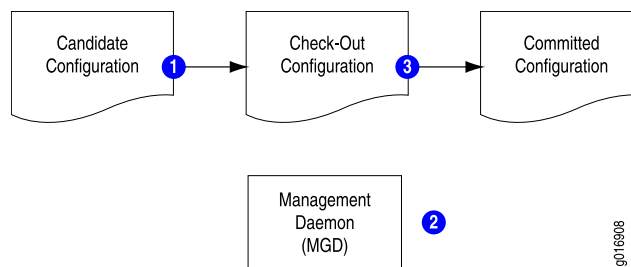 Candidate
Configuration
1
Check-Out
Configuration
3
Committed
Configuration
Management
Daemon
(MGD)
2
g016908